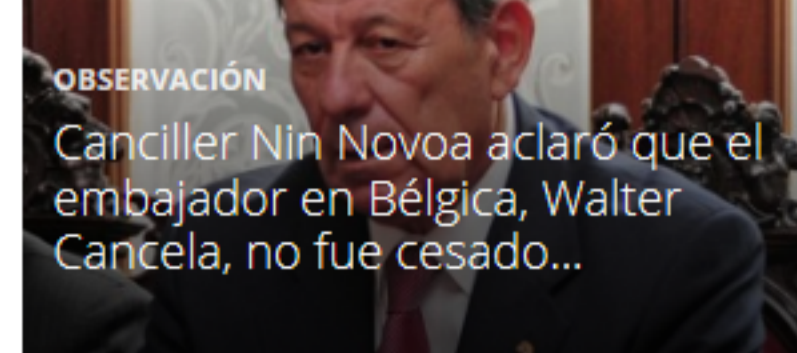 OBSERVACIÓN
Canciller Nin Novoa aclaró que el
embajador en Bélgica, Walter
Cancela, no fue cesado...